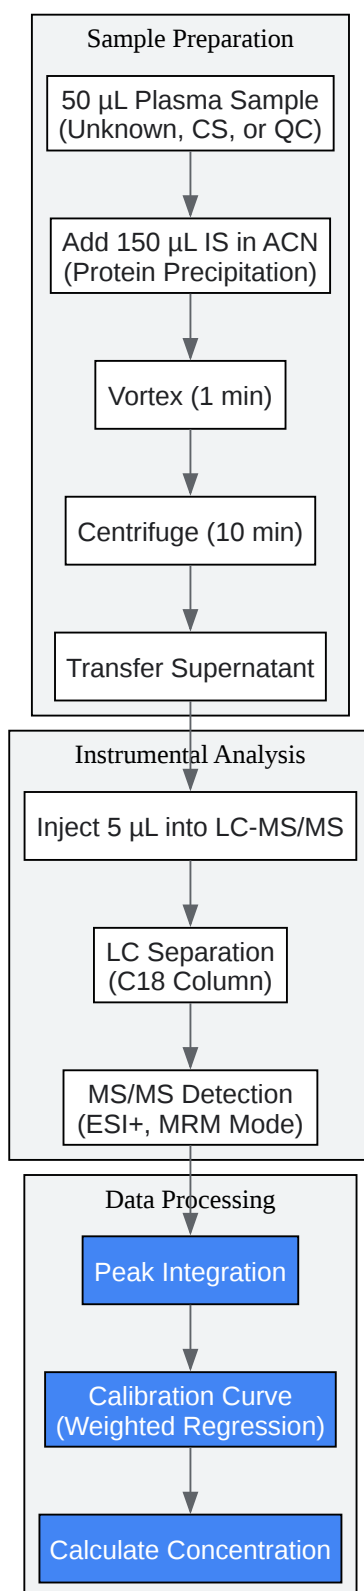 Sample Preparation
50 µL Plasma Sample
(Unknown, CS, or QC)
Add 150 µL IS in ACN
(Protein Precipitation)
Vortex (1 min)
Centrifuge (10 min)
Transfer Supernatant
Instrumental Analysis
Inject 5 µL into LC-MS/MS
LC Separation
(C18 Column)
MS/MS Detection
(ESI+, MRM Mode)
Data Processing
Peak Integration
Calibration Curve
(Weighted Regression)
Calculate Concentration